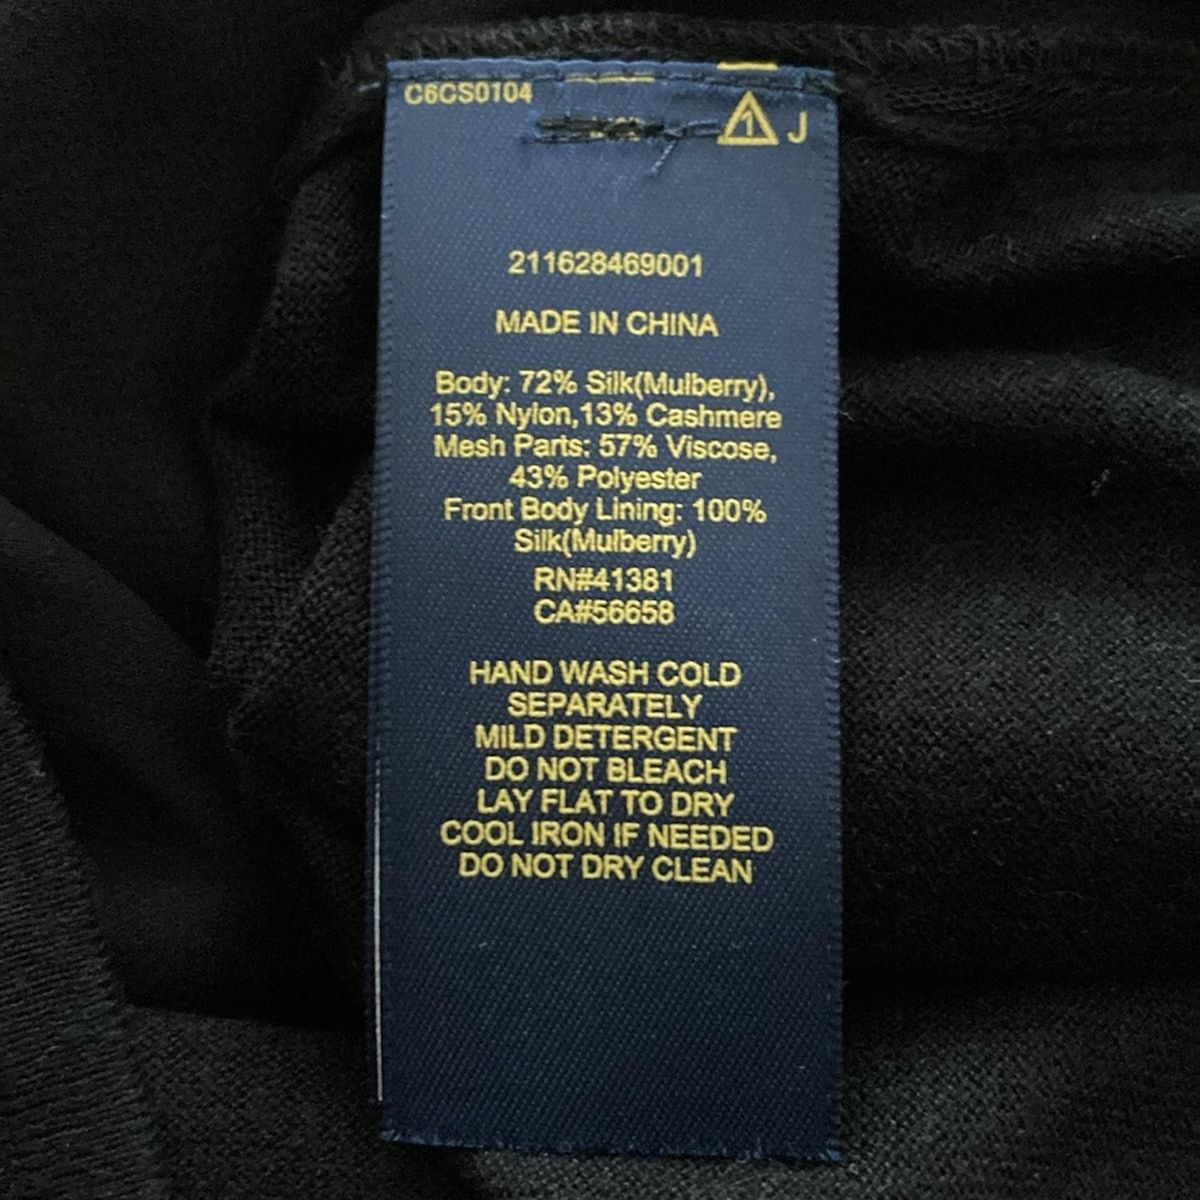 C6CS0104
1 J
211628469001
MADE IN CHINA
Body: 72% Silk(Mulberry),
15% Nylon,13% Cashmere
Mesh Parts: 57% Viscose,
43% Polyester
Front Body Lining: 100%
Silk(Mulberry)
RN#41381
CA#56658
HAND WASH COLD
SEPARATELY
MILD DETERGENT
DO NOT BLEACH
LAY FLAT TO DRY
COOL IRON IF NEEDED
DO NOT DRY CLEAN